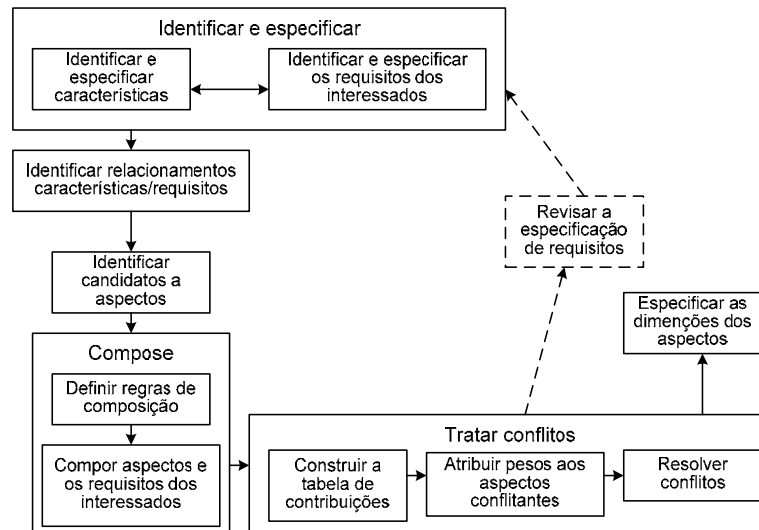 Identificar e especificar
Identificar e
especificar
características
Identificar e especificar
os requisitos dos
interessados
Identificar relacionamentos
características/requisitos
Identificar
candidatos a
aspectos
Compose
Definir regras de
composição
Compor aspectos e
os requisitos dos
interessados
Tratar conflitos
Construir a
tabela de
contribuições
Atribuir pesos aos
aspectos
conflitantes
Resolver
conflitos
Revisar a
especificação
de requisitos
Especificar as
dimenções dos
aspectos